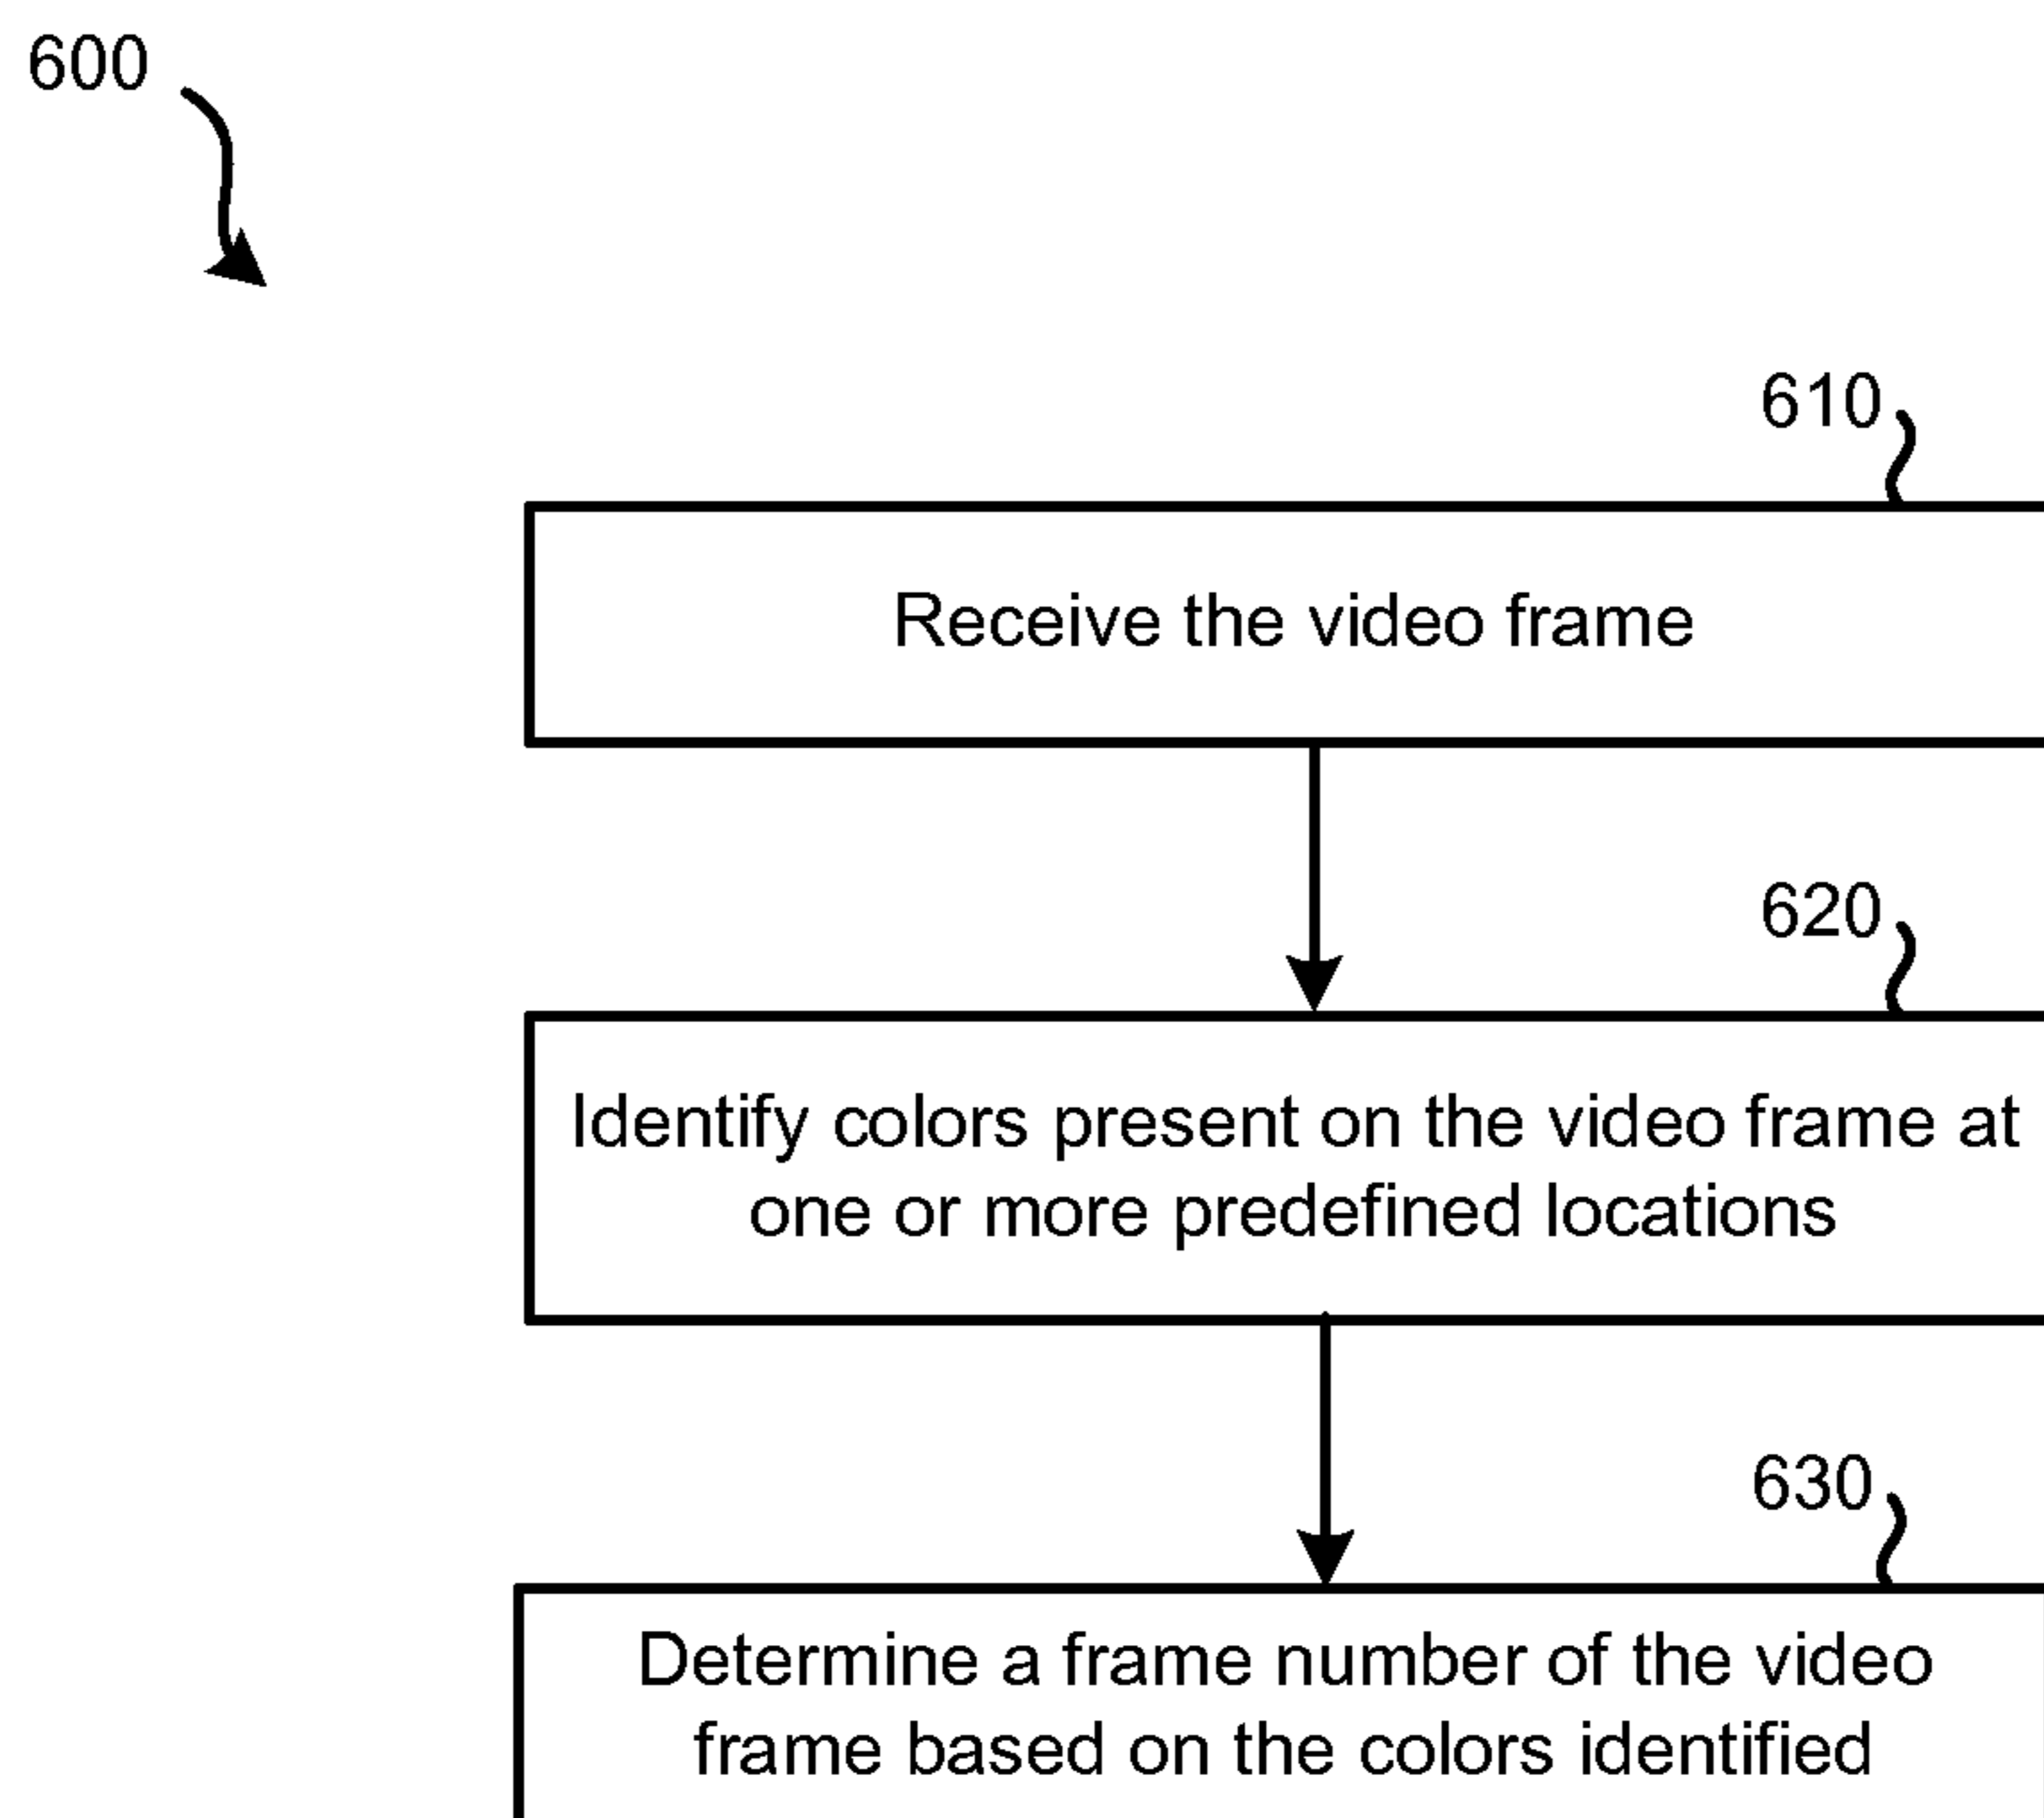 600
610
Receive the video frame
620
Identify colors present on the video frame at
one or more predefined locations
630
Determine a frame number of the video
frame based on the colors identified